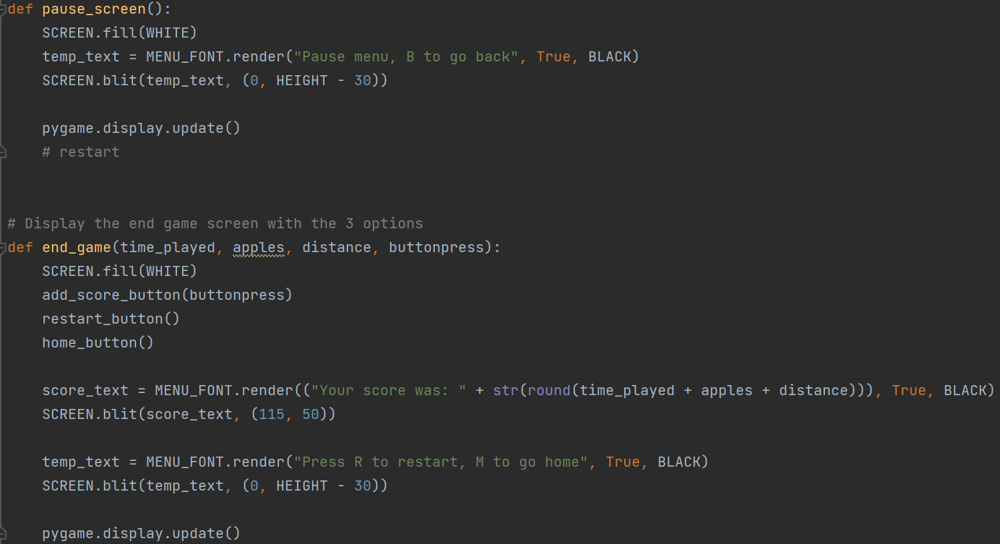 def pause_screen():
    SCREEN.fill(WHITE)
    temp_text = MENU_FONT.render("Pause menu, B to go back", True, BLACK)
    SCREEN.blit(temp_text, (0, HEIGHT - 30))

    pygame.display.update()
    # restart


# Display the end game screen with the 3 options
def end_game(time_played, apples, distance, buttonpress):
    SCREEN.fill(WHITE)
    add_score_button(buttonpress)
    restart_button()
    home_button()

    score_text = MENU_FONT.render(("Your score was: " + str(round(time_played + apples + distance))), True, BLACK)
    SCREEN.blit(score_text, (115, 50))

    temp_text = MENU_FONT.render("Press R to restart, M to go home", True, BLACK)
    SCREEN.blit(temp_text, (0, HEIGHT - 30))

    pygame.display.update()